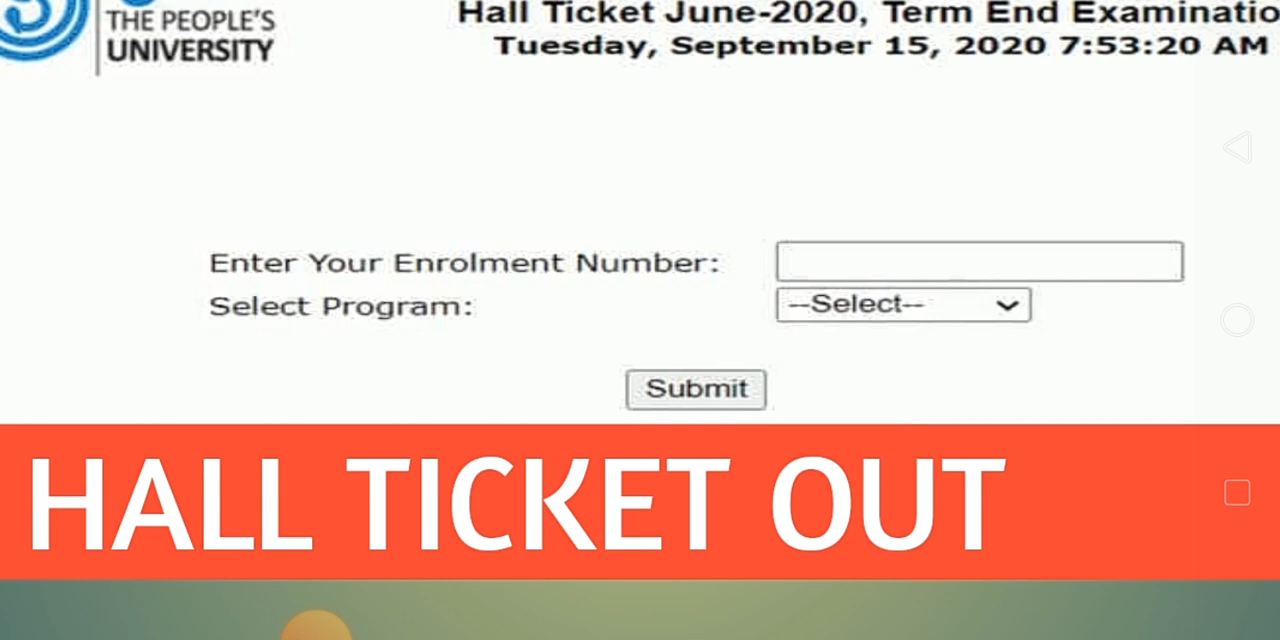 THE PEOPLE'S
UNIVERSITY
Hall Ticket June-2020, Term End Examinatio
Tuesday, September 15, 2020 7:53:20 AM
Enter Your Enrolment Number:
Select Program:
--Select--
Submit
HALL TICKET OUT